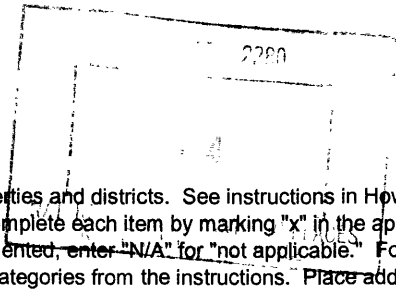 2280
erties and districts. See instructions in How
mplete each item by marking "x" in the ap
ented, enter "N/A" for "not applicable." Fo
ategories from the instructions. Place add